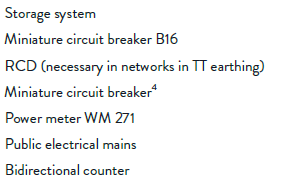 Storage system
Miniature circuit breaker B16
RCD (necessary in networks in TT earthing)
Miniature circuit breaker⁴
Power meter WM 271
Public electrical mains
Bidirectional counter